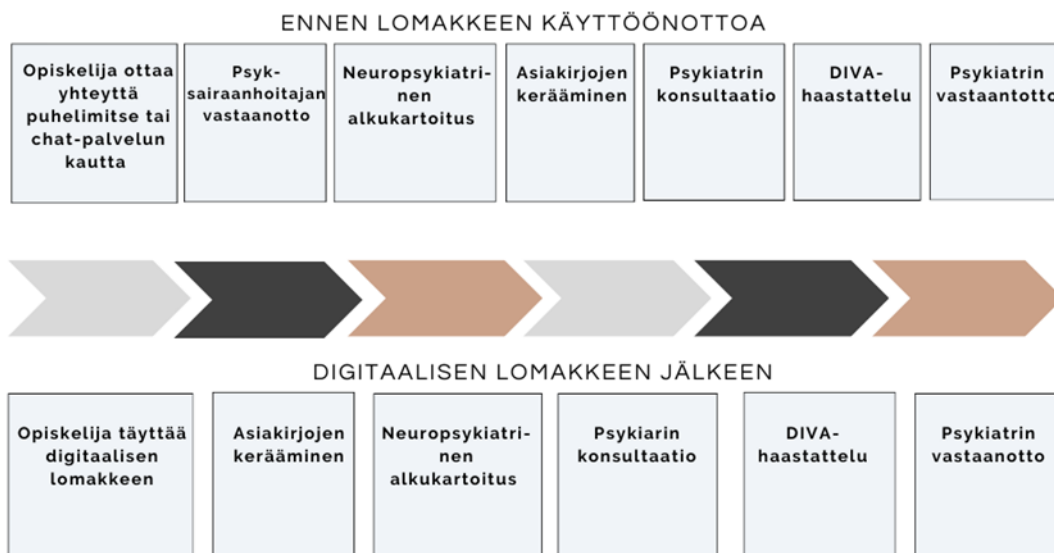 ENNEN LOMAKKEEN KÄYTTÖÖNOTTOA
Opiskelija ottaa
yhteyttä
puhelimitse tai
chat-palvelun
kautta
Psyk-
sairaanhoitajan
vastaanotto
Neuropsykiatri-
nen
alkukartoitus
Asiakirjojen
kerääminen
Psykiatrin
konsultaatio
DIVA-
haastattelu
Psykiatrin
vastaantotto
DIGITAALISEN LOMAKKEEN JÄLKEEN
Opiskelija täyttää
digitaalisen
lomakkeen
Asiakirjojen
kerääminen
Neuropsykiatri-
nen
alkukartoitus
Psykiarin
konsultaatio
DIVA-
haastattelu
Psykiatrin
vastaanotto